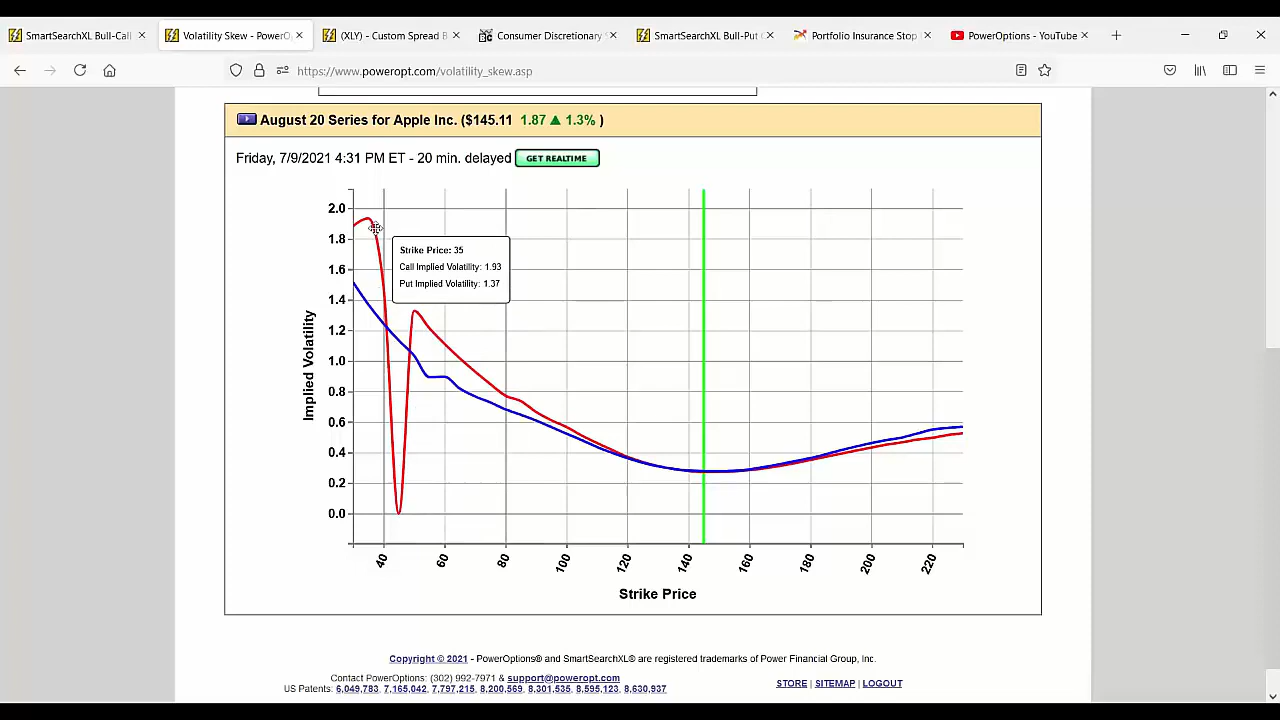 SmartSearchXL Bull-Call
Volatility Skew - PowerO
(XLY) - Custom Spread B
Consumer Discretionary
SmartSearchXL Bull-Put C
Portfolio Insurance Stop
PowerOptions - YouTube
https://www.poweropt.com/volatility_skew.asp
August 20 Series for Apple Inc. ($145.11 1.87 ▲ 1.3% )
Friday, 7/9/2021 4:31 PM ET - 20 min. delayed GET REALTIME
2.0
1.8
1.6
1.4
1.2
1.0
0.8
0.6
0.4
0.2
0.0
Implied Volatility
Strike Price: 35
Call Implied Volatility: 1.93
Put Implied Volatility: 1.37
40 60 80 100 120 140 160 180 200 220
Strike Price
Copyright © 2021 - PowerOptions® and SmartSearchXL® are registered trademarks of Power Financial Group, Inc.
Contact PowerOptions: (302) 992-7971 & support@poweropt.com
US Patents: 6,049,783, 7,165,042, 7,797,215, 8,200,569, 8,301,535, 8,595,123, 8,630,937
STORE | SITEMAP | LOGOUT